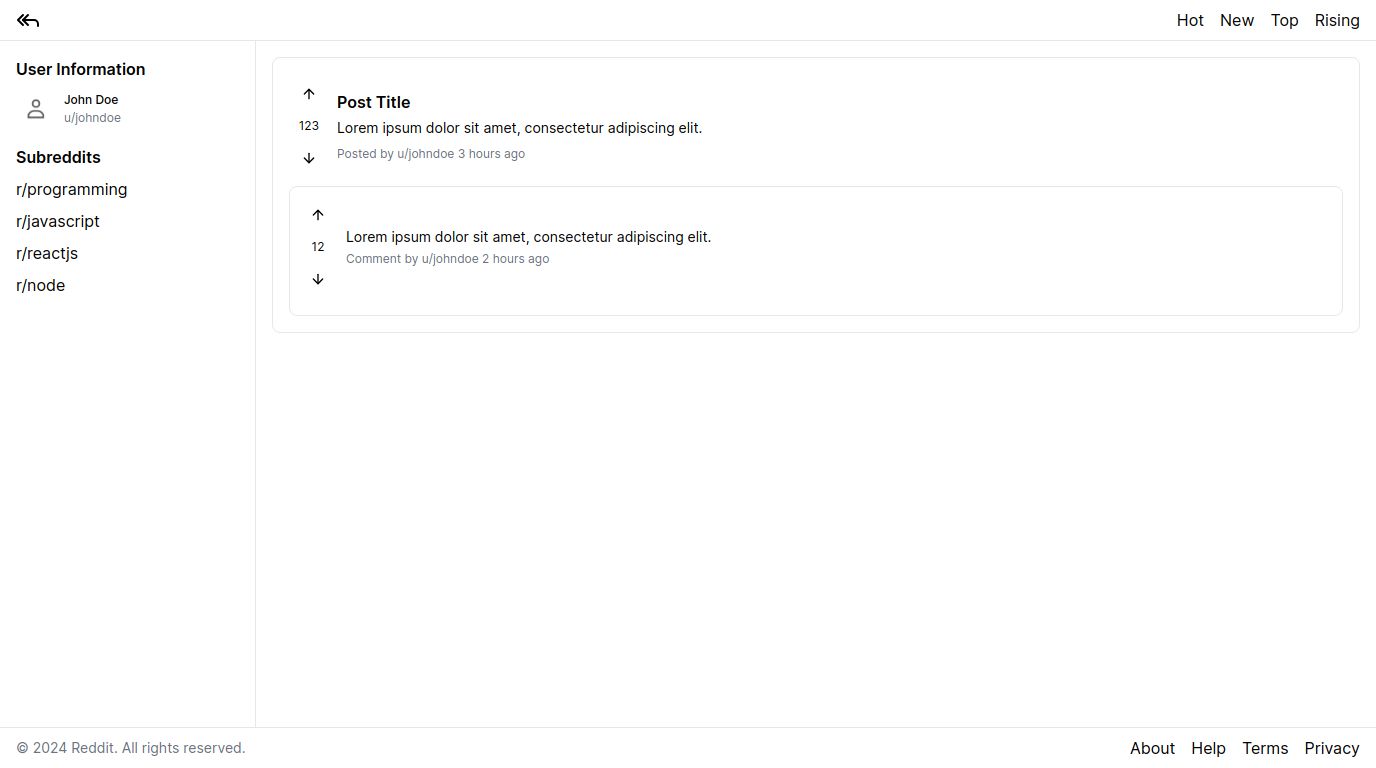 Hot New Top Rising
User Information
John Doe
u/johndoe
Subreddits
r/programming
r/javascript
r/reactjs
r/node
Post Title
123
Lorem ipsum dolor sit amet, consectetur adipiscing elit.
Posted by u/johndoe 3 hours ago
12
Lorem ipsum dolor sit amet, consectetur adipiscing elit.
Comment by u/johndoe 2 hours ago
© 2024 Reddit. All rights reserved.
About Help Terms Privacy